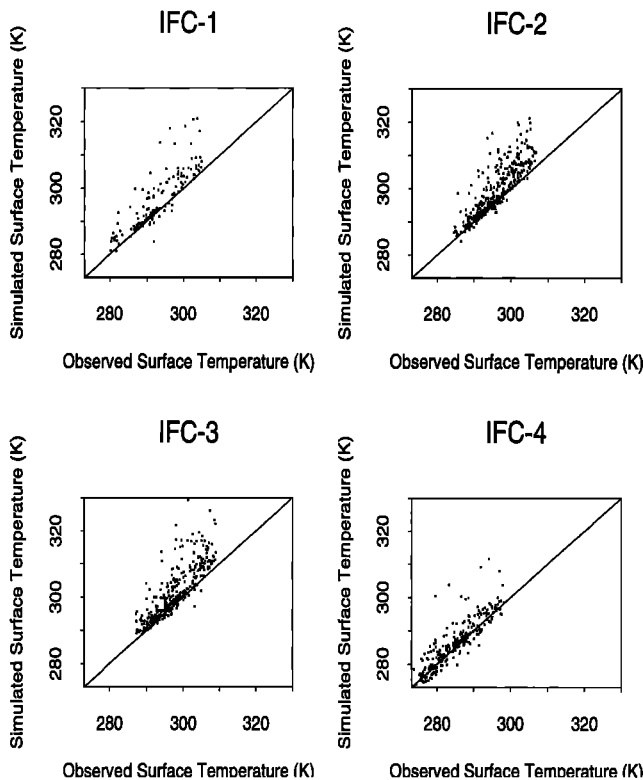 IFC-1
Simulated Surface Temperature (K)
280 300 320
280 300 320
Observed Surface Temperature (K)
IFC-2
Simulated Surface Temperature (K)
280 300 320
280 300 320
Observed Surface Temperature (K)
IFC-3
Simulated Surface Temperature (K)
280 300 320
280 300 320
Observed Surface Temperature (K)
IFC-4
Simulated Surface Temperature (K)
280 300 320
280 300 320
Observed Surface Temperature (K)